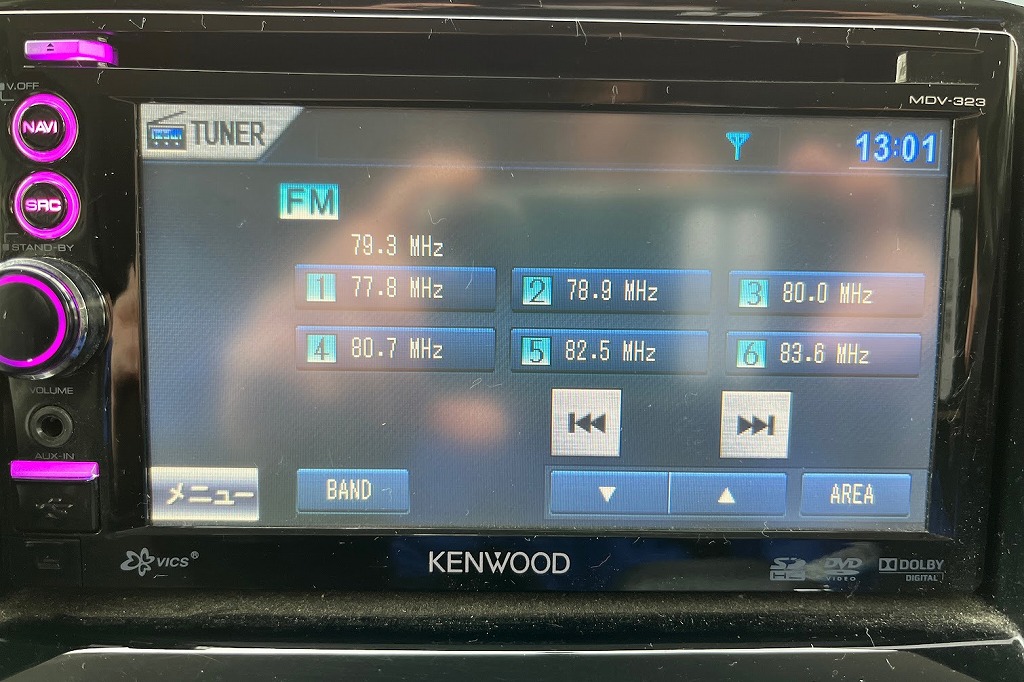 V.OFF
MDV-323
NAVI
TUNER
13:01
FM
SRC
STAND-BY
79.3 MHz
1 77.8 MHz
2 78.9 MHz
3 80.0 MHz
4 80.7 MHz
5 82.5 MHz
6 83.6 MHz
VOLUME
AUX-IN
メニュー
BAND
AREA
VICS®
KENWOOD
SD HC
DVD VIDEO
DOLBY DIGITAL